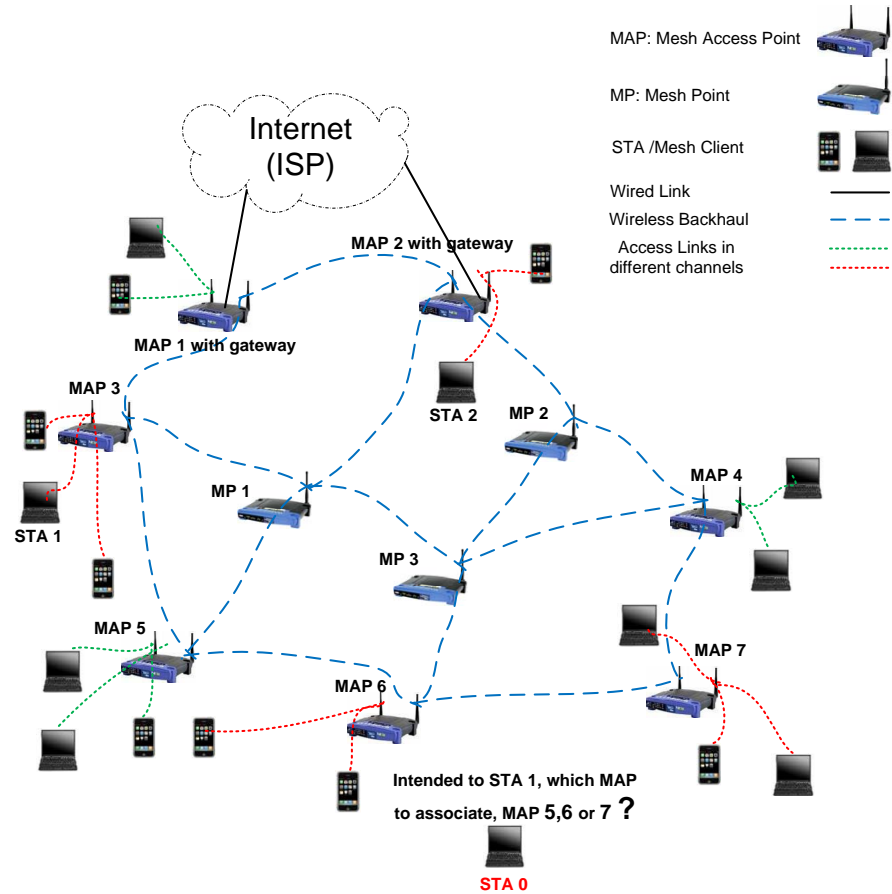 MAP: Mesh Access Point
MP: Mesh Point
STA /Mesh Client
Wired Link
Wireless Backhaul
Access Links in
different channels
Internet
(ISP)
MAP 2 with gateway
MAP 1 with gateway
MAP 3
STA 2
MP 2
STA 1
MP 1
MAP 4
MP 3
MAP 5
MAP 7
MAP 6
Intended to STA 1, which MAP
to associate, MAP 5,6 or 7 ?
STA 0